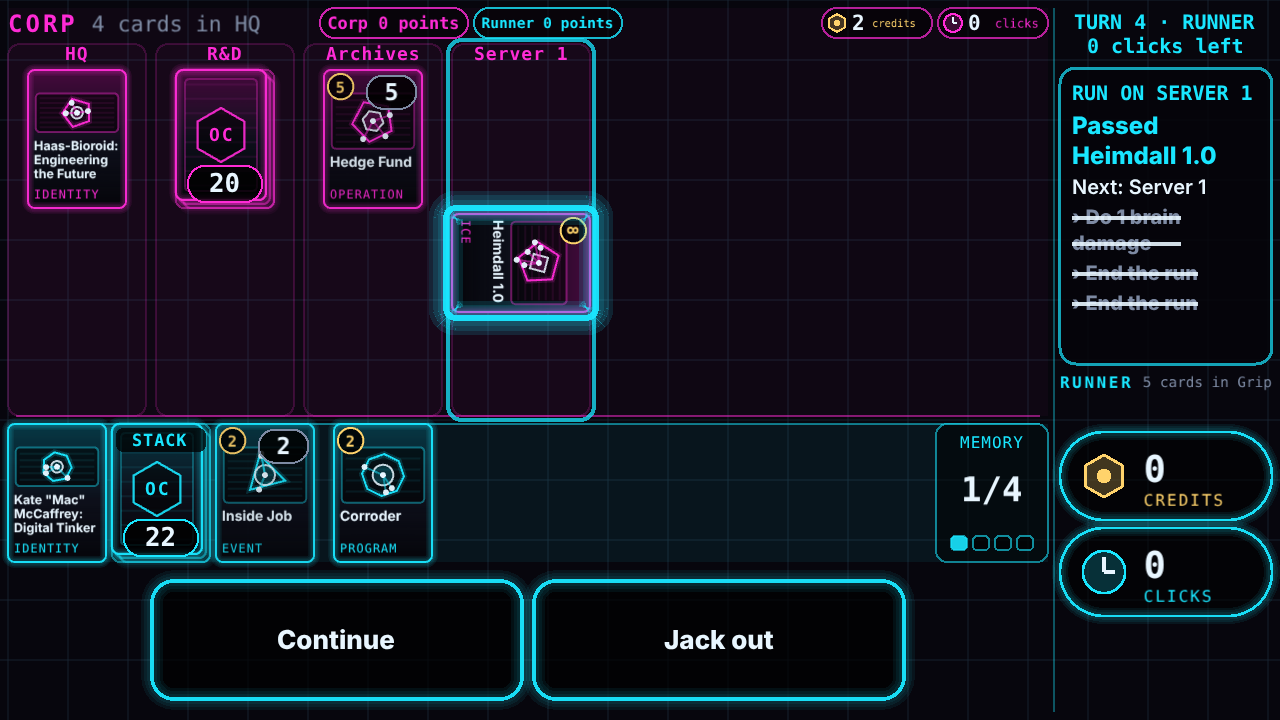 CORP 4 cards in HQ
Corp 0 points
Runner 0 points
2 credits
0 clicks
TURN 4 · RUNNER
0 clicks left
HQ
R&D
Archives
Server 1
Haas-Bioroid:
Engineering
the Future
IDENTITY
OC
20
5
5
Hedge Fund
OPERATION
ICE
Heimdall 1.0
8
RUN ON SERVER 1
Passed
Heimdall 1.0
Next: Server 1
› Do 1 brain
damage
› End the run
› End the run
RUNNER 5 cards in Grip
Kate "Mac"
McCaffrey:
Digital Tinker
IDENTITY
STACK
OC
22
2
2
Inside Job
EVENT
2
Corroder
PROGRAM
MEMORY
1/4
0
CREDITS
0
CLICKS
Continue
Jack out